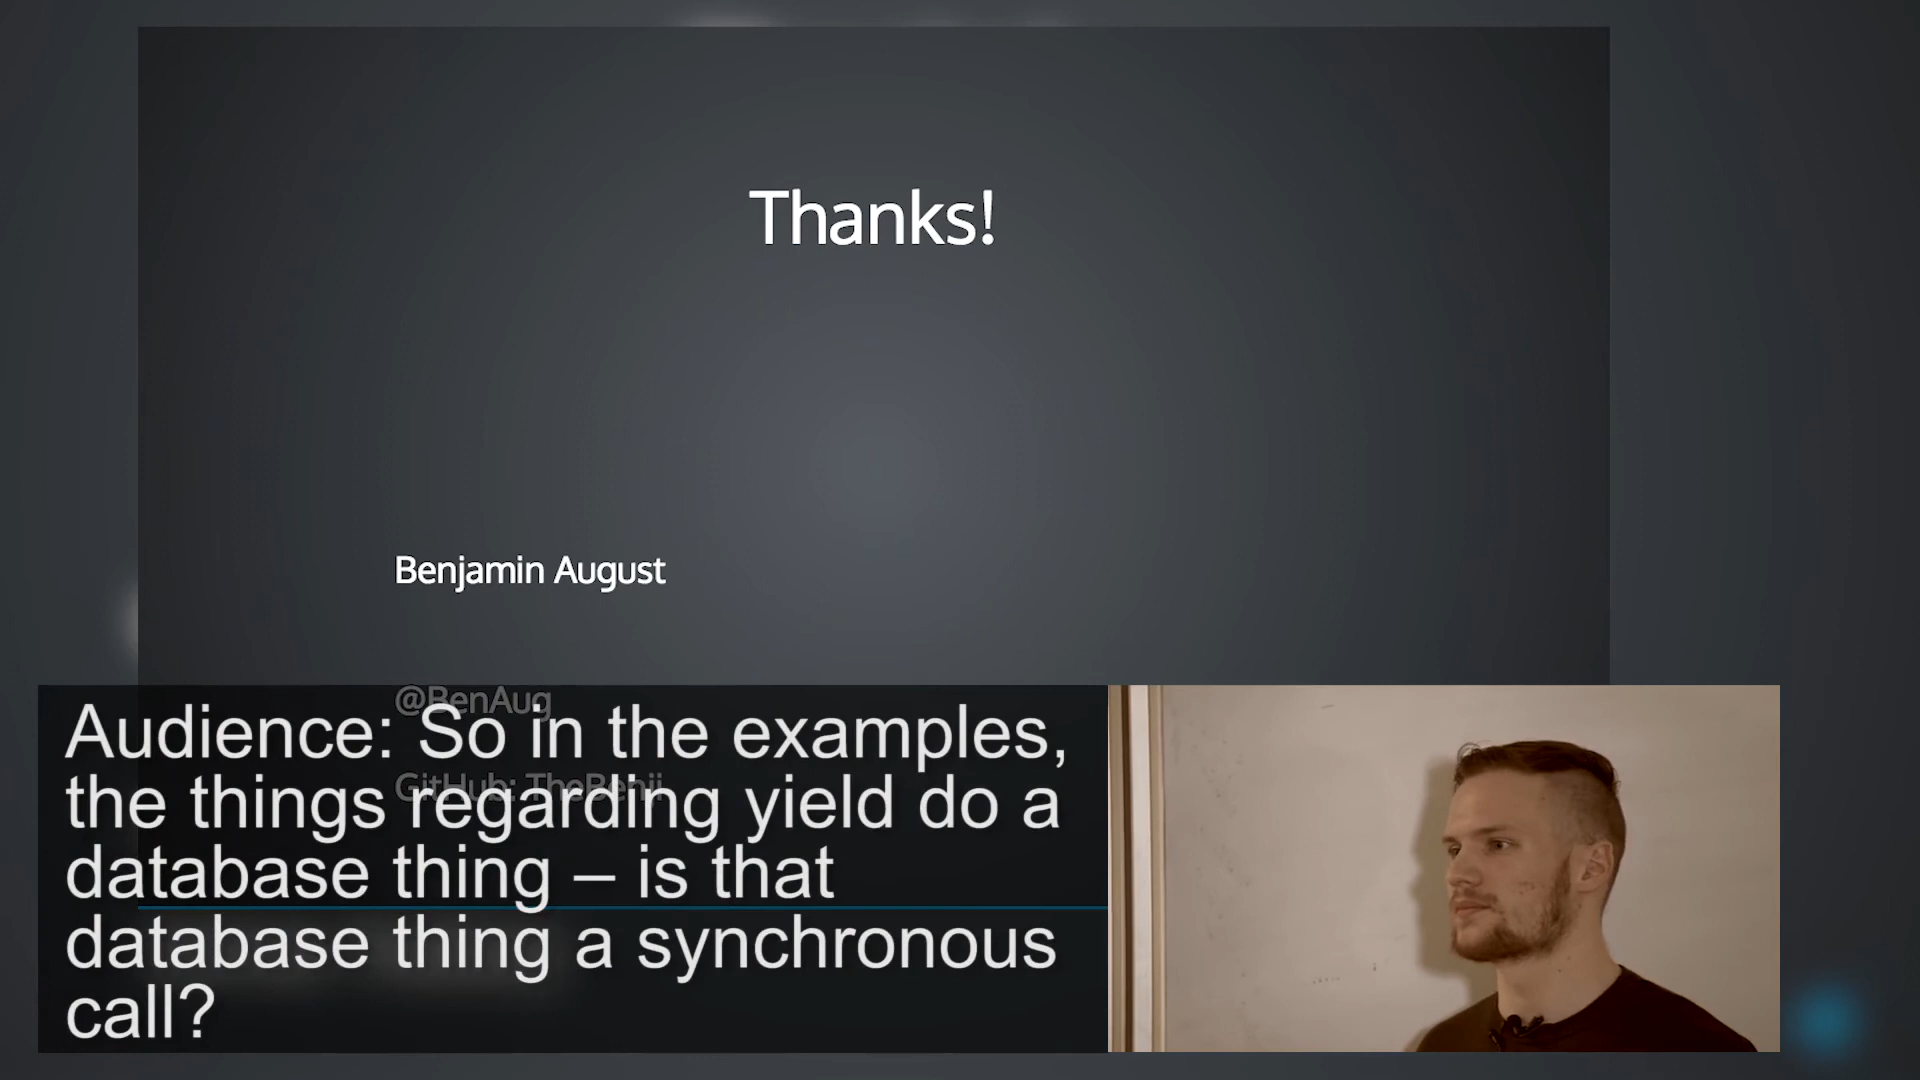 Thanks!
Benjamin August
@BenAug
GitHub: TheBenji
Audience: So in the examples,
the things regarding yield do a
database thing – is that
database thing a synchronous
call?